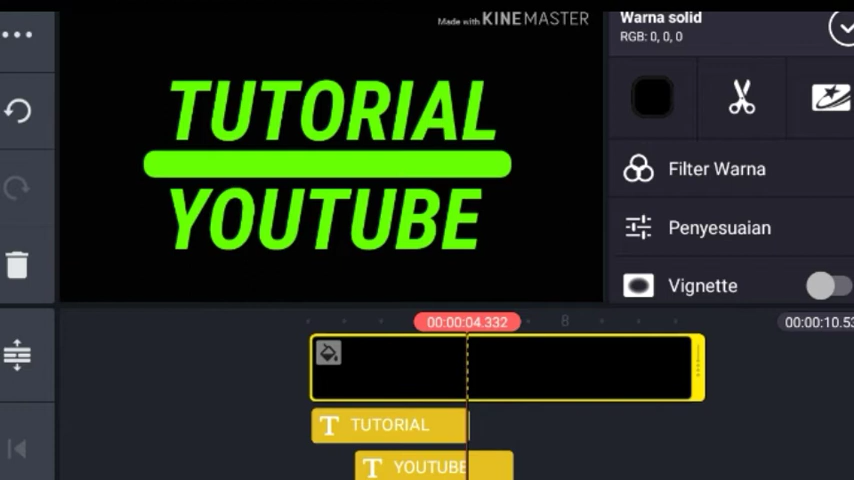 Made with KINEMASTER
Warna solid
RGB: 0, 0, 0
TUTORIAL
YOUTUBE
Filter Warna
Penyesuaian
Vignette
00:00:04.332
8
00:00:10.53
TUTORIAL
YOUTUBE